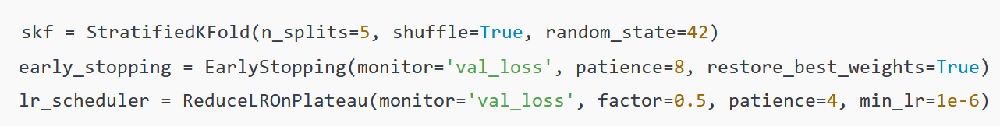 skf = StratifiedKFold(n_splits=5, shuffle=True, random_state=42)
early_stopping = EarlyStopping(monitor='val_loss', patience=8, restore_best_weights=True)
lr_scheduler = ReduceLROnPlateau(monitor='val_loss', factor=0.5, patience=4, min_lr=1e-6)